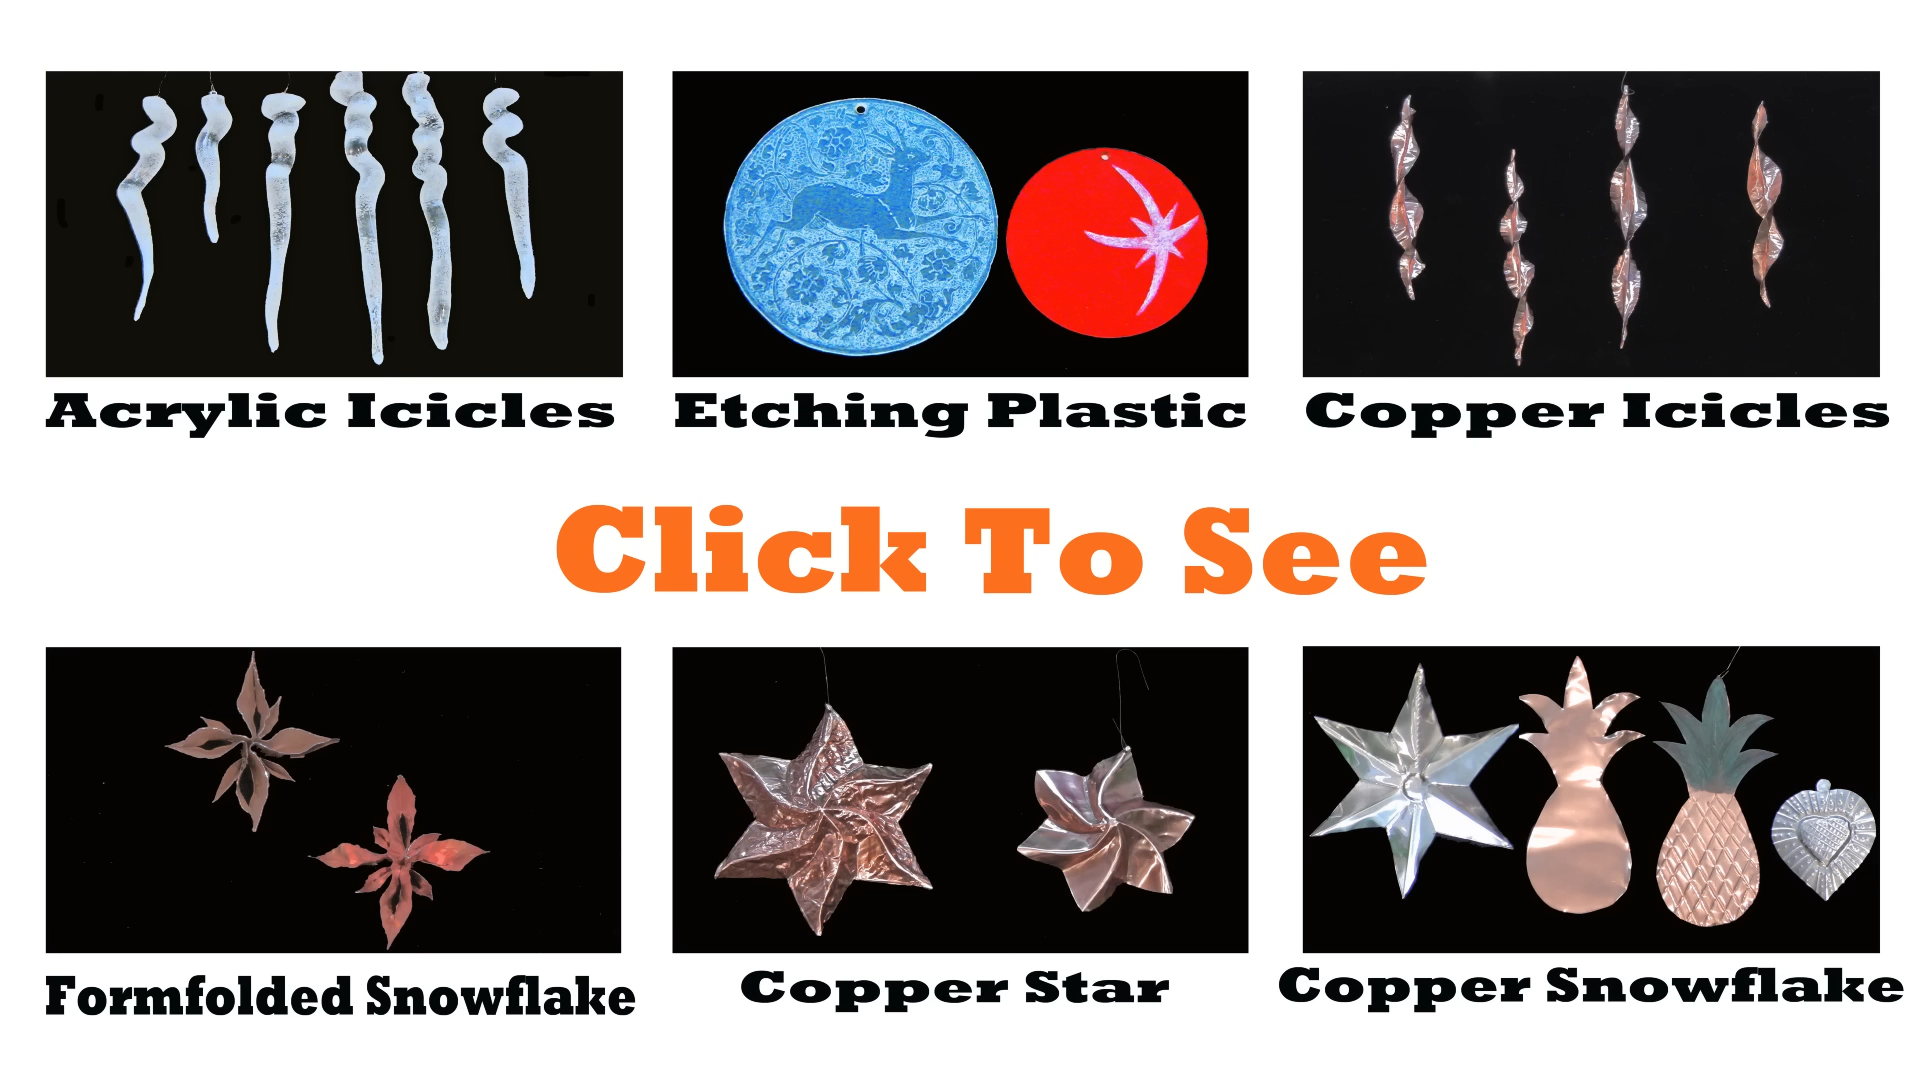 Acrylic Icicles
Etching Plastic
Copper Icicles
Click To See
Formfolded Snowflake
Copper Star
Copper Snowflake